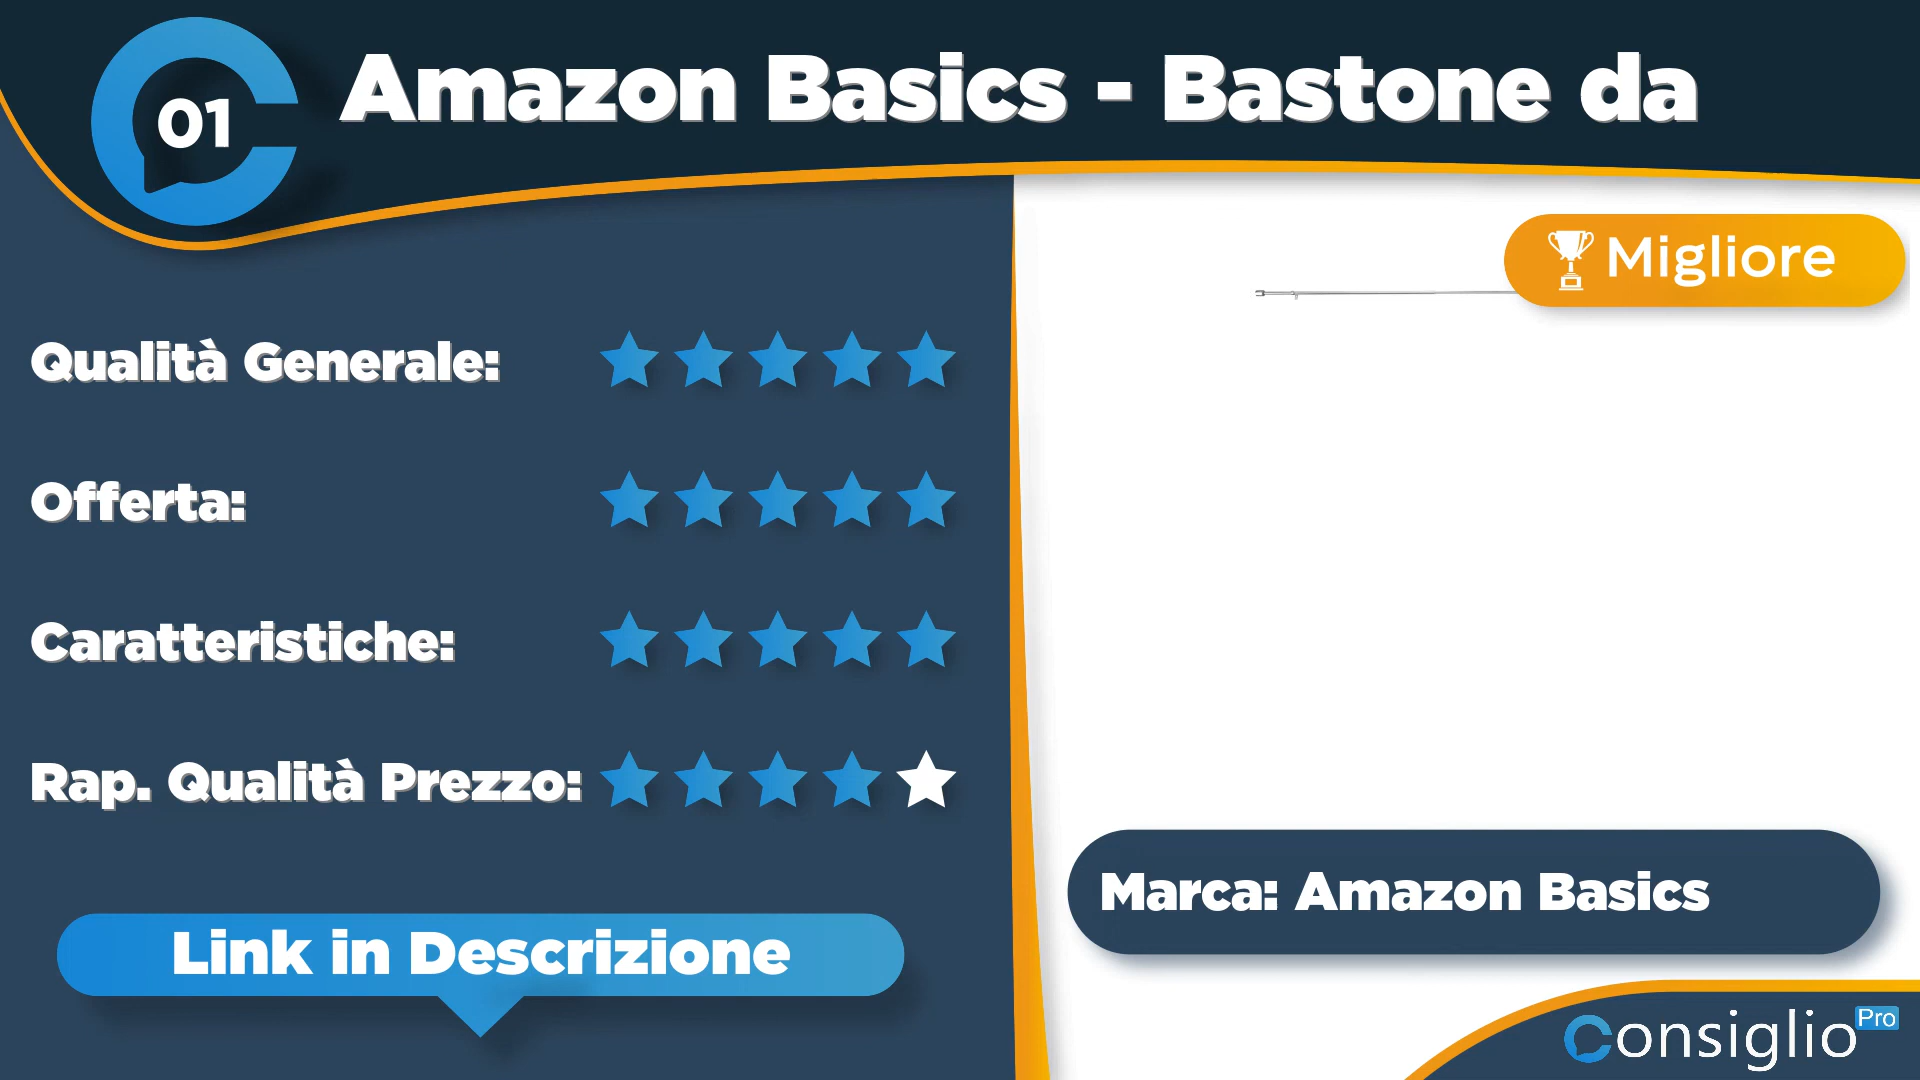 01
Amazon Basics - Bastone da
Migliore
Qualità Generale:
Offerta:
Caratteristiche:
Rap. Qualità Prezzo:
Link in Descrizione
Marca: Amazon Basics
Consiglio Pro